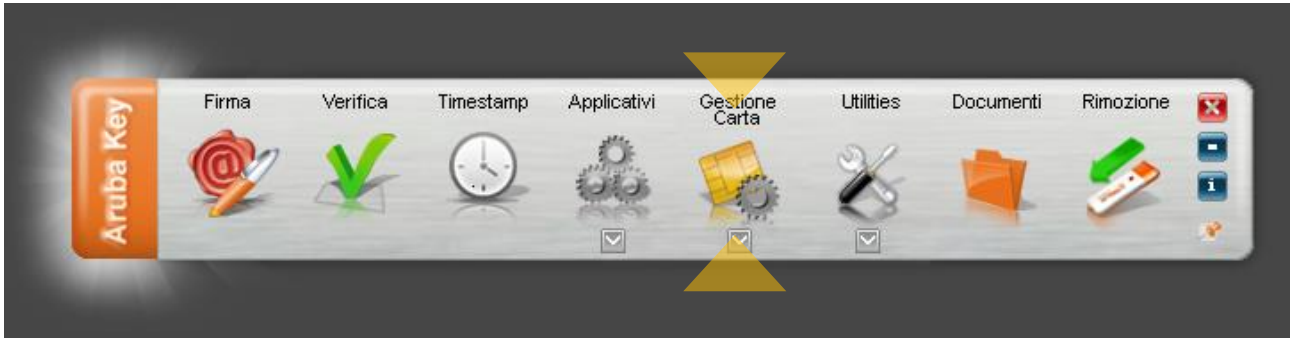 Aruba Key
Firma
Verifica
Timestamp
Applicativi
Gestione
Carta
Utilities
Documenti
Rimozione